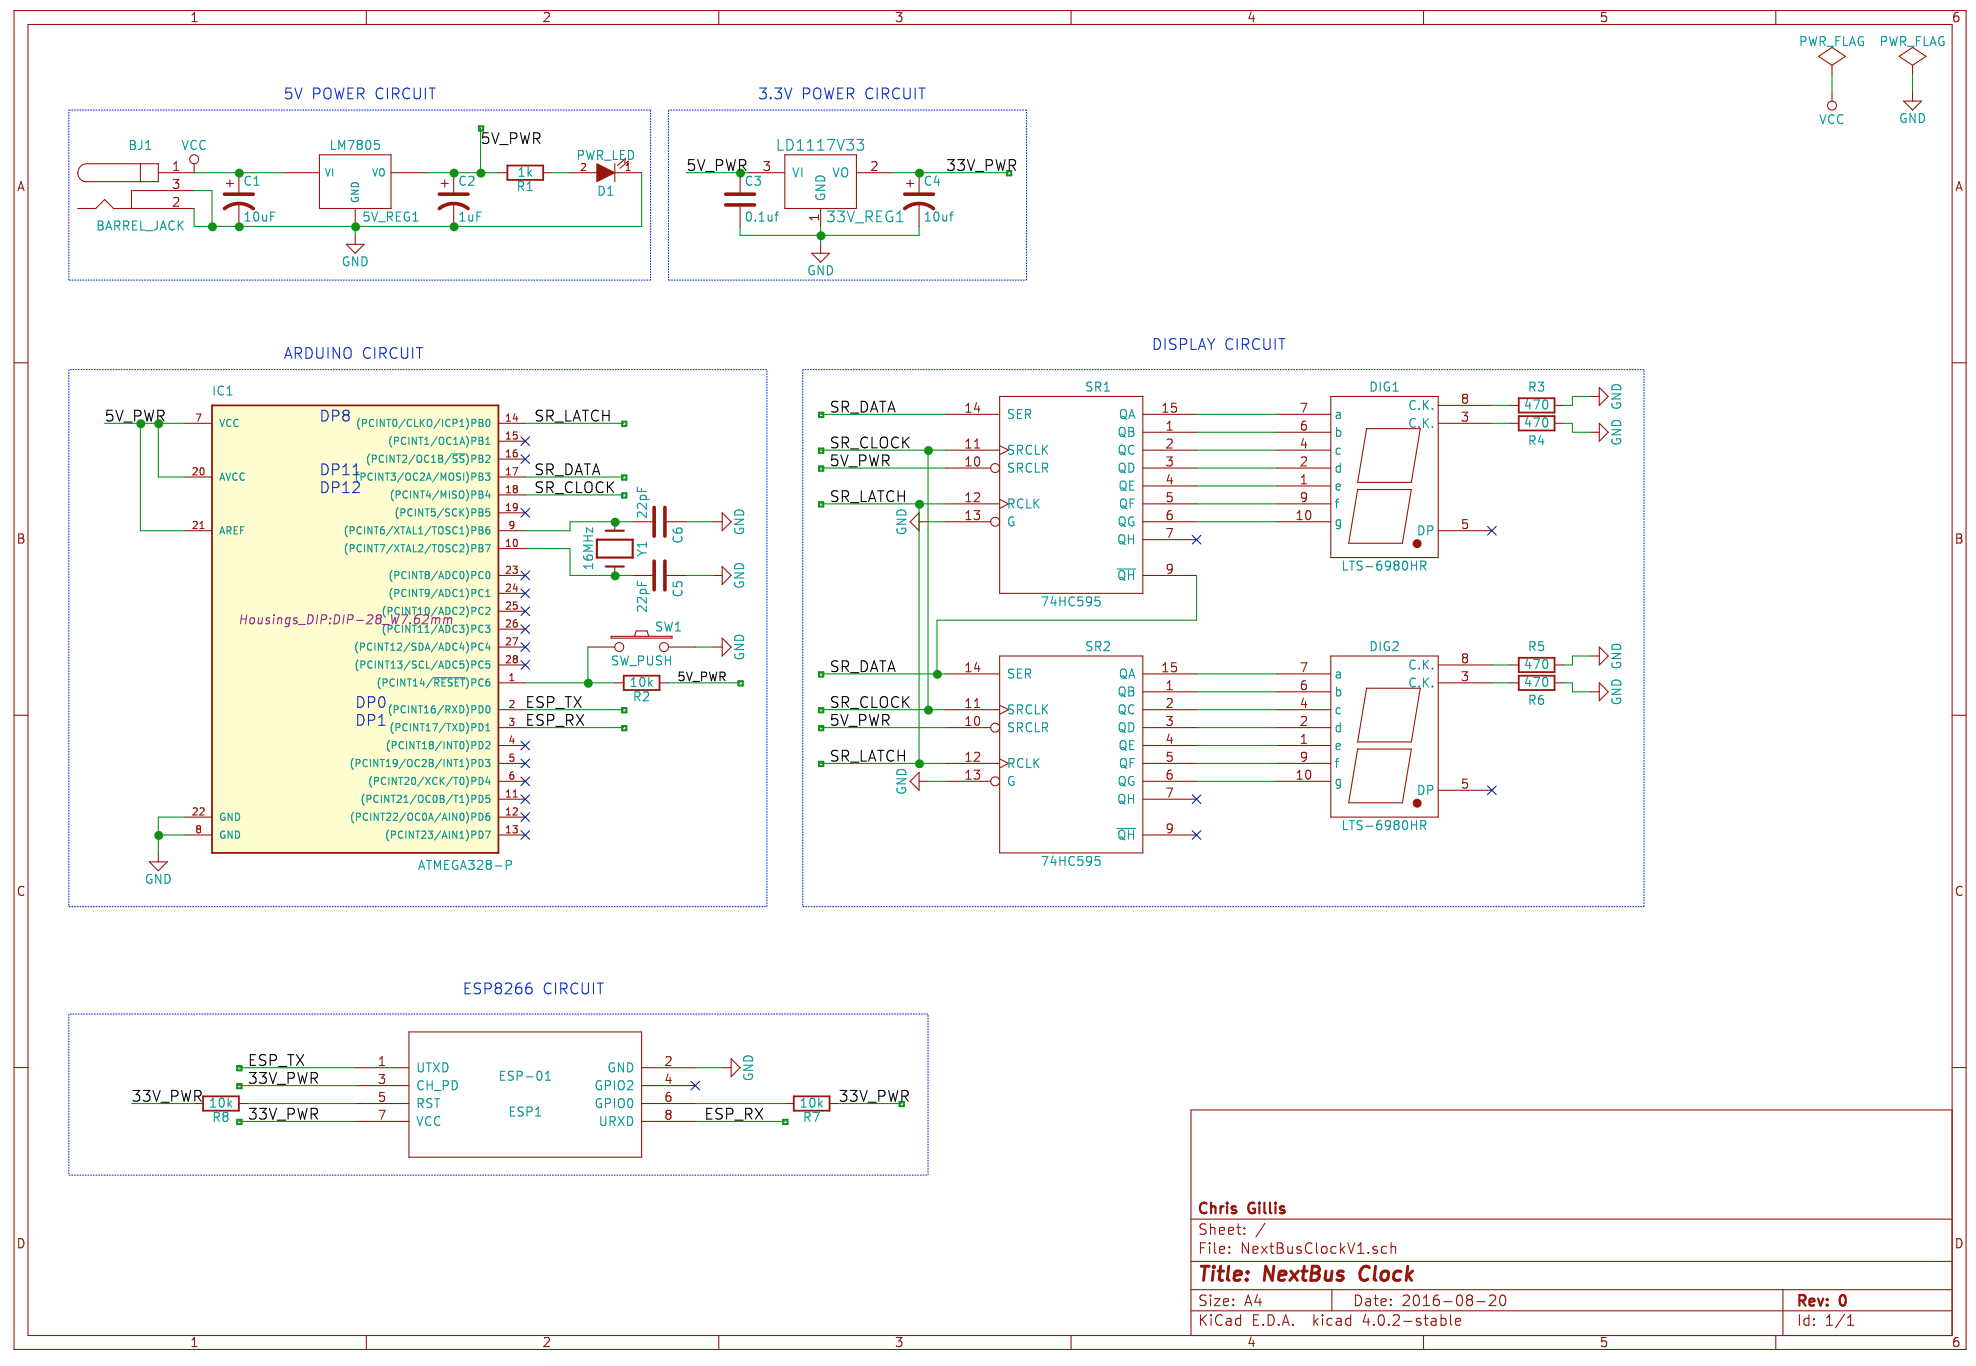 1 2 3 4 5 6
PWR_FLAG PWR_FLAG
VCC GND
5V POWER CIRCUIT
BJ1 VCC LM7805 5V_PWR PWR_LED
1 VI VO 1k 2 1
3 + C1 GND + C2 R1 D1
2 10uF 5V_REG1 1uF
BARREL_JACK
GND
3.3V POWER CIRCUIT
LD1117V33
5V_PWR 3 VI VO 2 33V_PWR
C3 GND + C4
0.1uf 1 33V_REG1 10uf
GND
A A
ARDUINO CIRCUIT
IC1
5V_PWR 7 VCC DP8 (PCINT0/CLKO/ICP1)PB0 14 SR_LATCH
(PCINT1/OC1A)PB1 15
(PCINT2/OC1B/SS)PB2 16
20 AVCC DP11 (PCINT3/OC2A/MOSI)PB3 17 SR_DATA
DP12 (PCINT4/MISO)PB4 18 SR_CLOCK
(PCINT5/SCK)PB5 19
21 AREF (PCINT6/XTAL1/TOSC1)PB6 9
(PCINT7/XTAL2/TOSC2)PB7 10
22pF C6 GND
16MHz Y1
22pF C5 GND
(PCINT8/ADC0)PC0 23
(PCINT9/ADC1)PC1 24
(PCINT10/ADC2)PC2 25
Housings_DIP:DIP-28_W7.62mm
(PCINT11/ADC3)PC3 26
(PCINT12/SDA/ADC4)PC4 27
(PCINT13/SCL/ADC5)PC5 28
SW1
SW_PUSH GND
(PCINT14/RESET)PC6 1 10k 5V_PWR
R2
DP0 (PCINT16/RXD)PD0 2 ESP_TX
DP1 (PCINT17/TXD)PD1 3 ESP_RX
(PCINT18/INT0)PD2 4
(PCINT19/OC2B/INT1)PD3 5
(PCINT20/XCK/T0)PD4 6
(PCINT21/OC0B/T1)PD5 11
22 GND (PCINT22/OC0A/AIN0)PD6 12
8 GND (PCINT23/AIN1)PD7 13
ATMEGA328-P
GND
B B
DISPLAY CIRCUIT
SR1 DIG1 R3
SR_DATA 14 SER QA 15 7 a C.K. 8 470 GND
QB 1 6 b C.K. 3 470 GND
R4
SR_CLOCK 11 SRCLK QC 2 4 c
5V_PWR 10 SRCLR QD 3 2 d
QE 4 1 e
SR_LATCH 12 RCLK QF 5 9 f
GND 13 G QG 6 10 g
QH 7 DP 5
QH 9 LTS-6980HR
74HC595
SR2 DIG2 R5
SR_DATA 14 SER QA 15 7 a C.K. 8 470 GND
QB 1 6 b C.K. 3 470 GND
R6
SR_CLOCK 11 SRCLK QC 2 4 c
5V_PWR 10 SRCLR QD 3 2 d
QE 4 1 e
SR_LATCH 12 RCLK QF 5 9 f
GND 13 G QG 6 10 g
QH 7 DP 5
QH 9 LTS-6980HR
74HC595
C C
ESP8266 CIRCUIT
ESP_TX 1 UTXD GND 2 GND
33V_PWR 3 CH_PD ESP-01 GPIO2 4
33V_PWR 10k 5 RST GPIO0 6 10k 33V_PWR
R8 33V_PWR 7 VCC ESP1 URXD 8 ESP_RX R7
D D
Chris Gillis
Sheet: /
File: NextBusClockV1.sch
Title: NextBus Clock
Size: A4 Date: 2016-08-20 Rev: 0
KiCad E.D.A. kicad 4.0.2-stable Id: 1/1
1 2 3 4 5 6